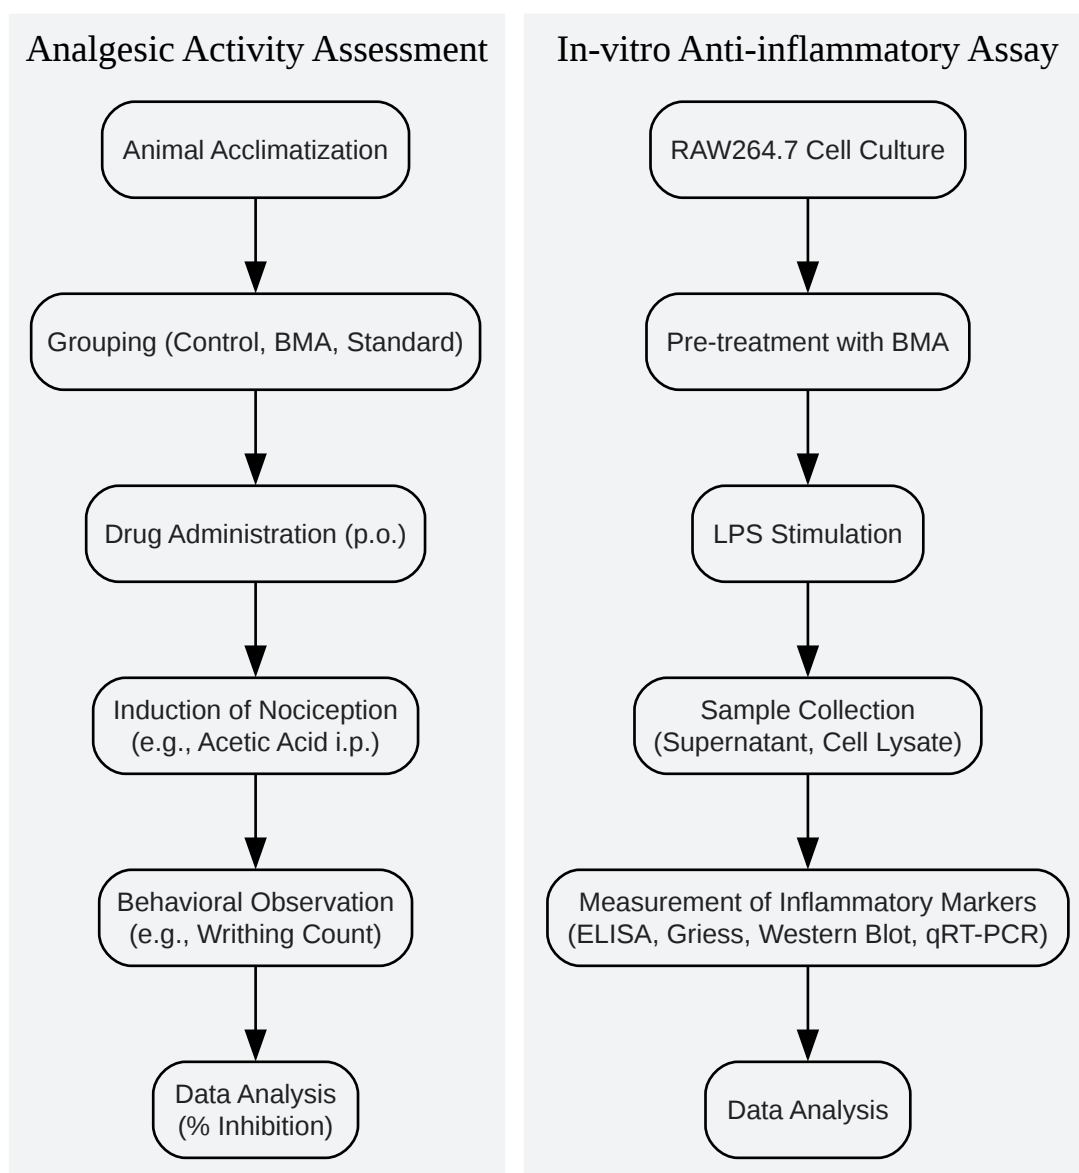 Analgesic Activity Assessment
Animal Acclimatization
Grouping (Control, BMA, Standard)
Drug Administration (p.o.)
Induction of Nociception
(e.g., Acetic Acid i.p.)
Behavioral Observation
(e.g., Writhing Count)
Data Analysis
(% Inhibition)
In-vitro Anti-inflammatory Assay
RAW264.7 Cell Culture
Pre-treatment with BMA
LPS Stimulation
Sample Collection
(Supernatant, Cell Lysate)
Measurement of Inflammatory Markers
(ELISA, Griess, Western Blot, qRT-PCR)
Data Analysis